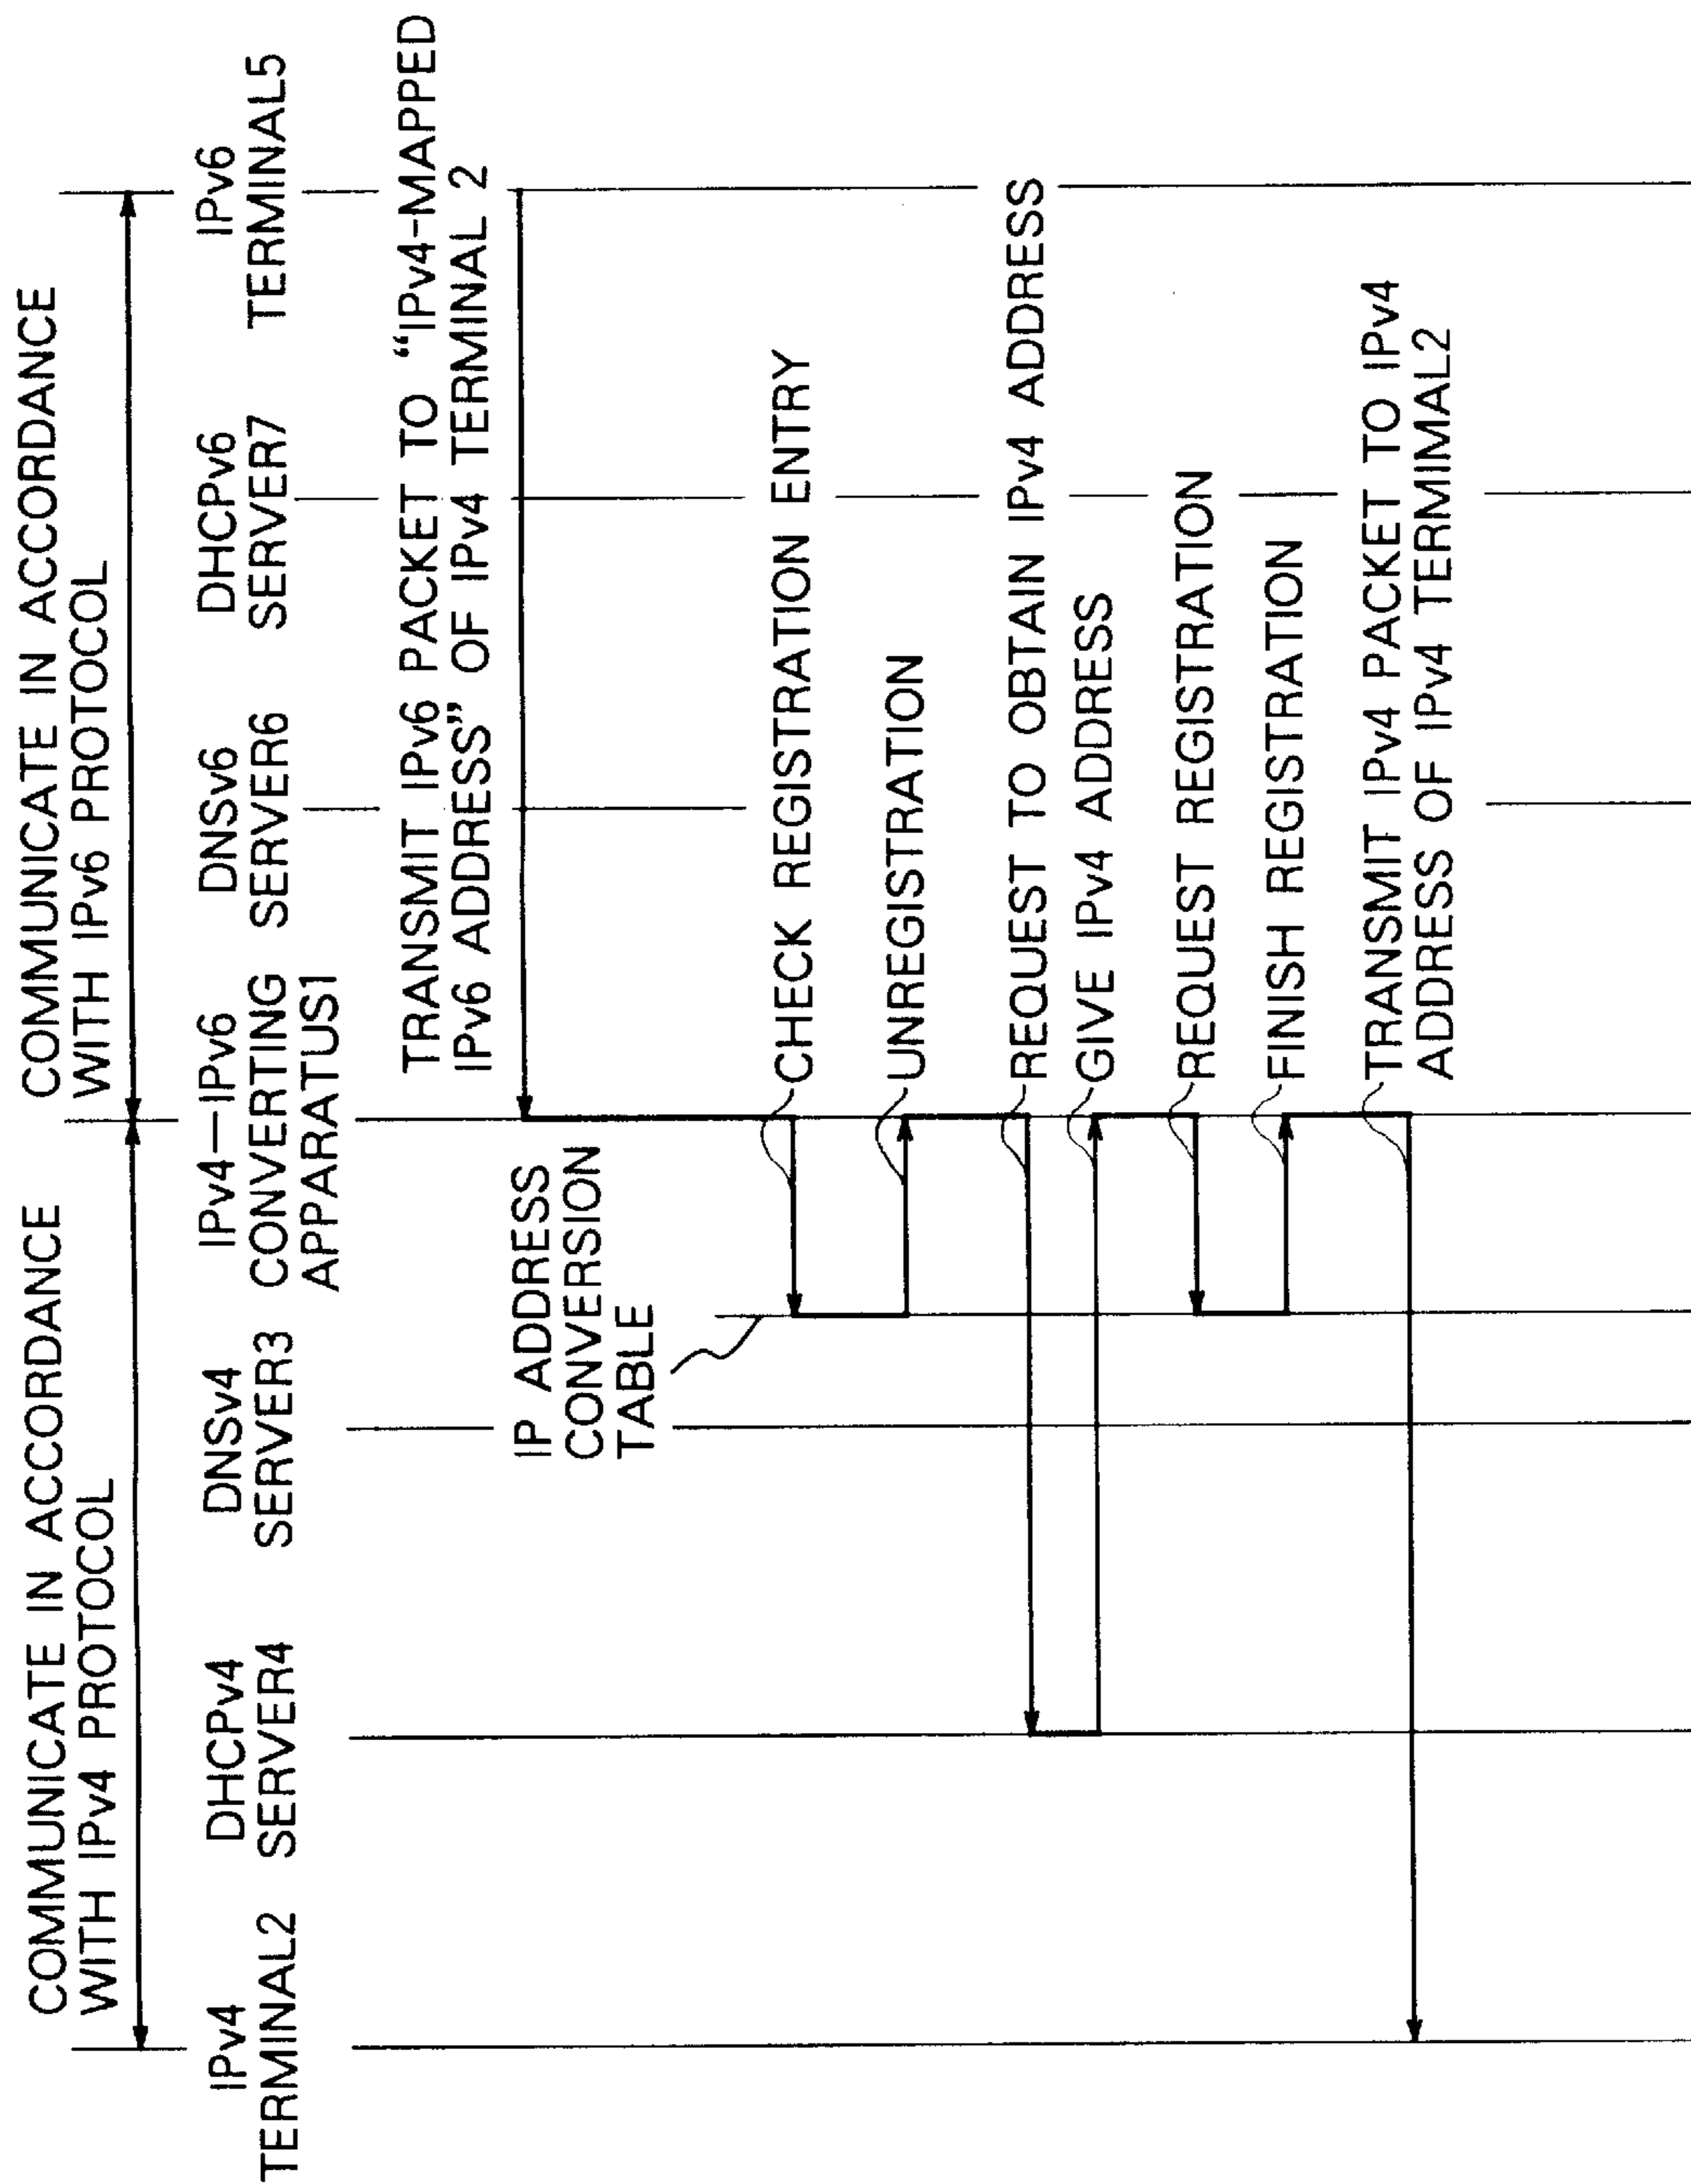 COMMUNICATE IN ACCORDANCE
WITH IPv4 PROTOCOL
COMMUNICATE IN ACCORDANCE
WITH IPv6 PROTOCOL
IPv4
TERMINAL2
DHCPv4
SERVER4
DNSv4
SERVER3
IPv4-IPv6
CONVERTING
APPARATUS1
DNSv6
SERVER6
DHCPv6
SERVER7
IPv6
TERMINAL5
TRANSMIT IPv6 PACKET TO "IPv4-MAPPED
IPv6 ADDRESS" OF IPv4 TERMINAL 2
IP ADDRESS
CONVERSION
TABLE
CHECK REGISTRATION ENTRY
UNREGISTRATION
REQUEST TO OBTAIN IPv4 ADDRESS
GIVE IPv4 ADDRESS
REQUEST REGISTRATION
FINISH REGISTRATION
TRANSMIT IPv4 PACKET TO IPv4
ADDRESS OF IPv4 TERMIMAL2